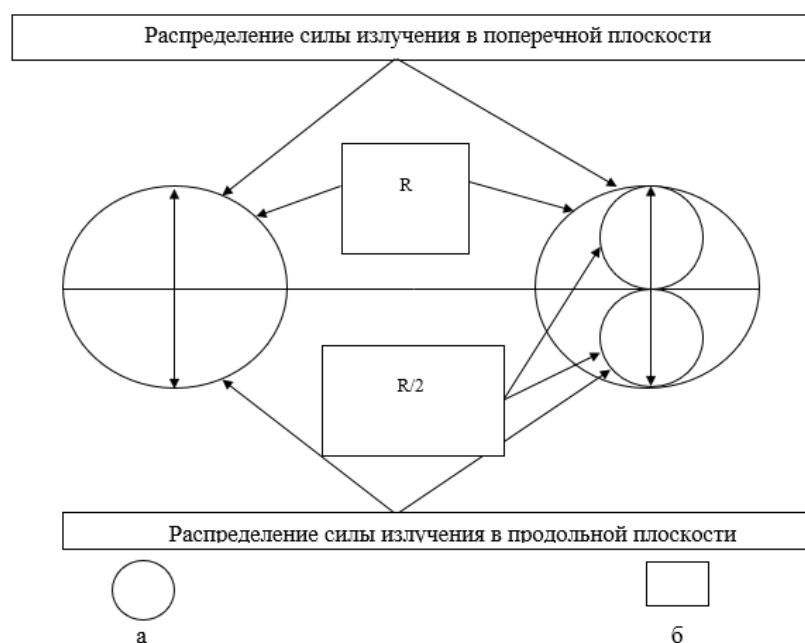 Распределение силы излучения в поперечной плоскости
R
R/2
Распределение силы излучения в продольной плоскости
а
б